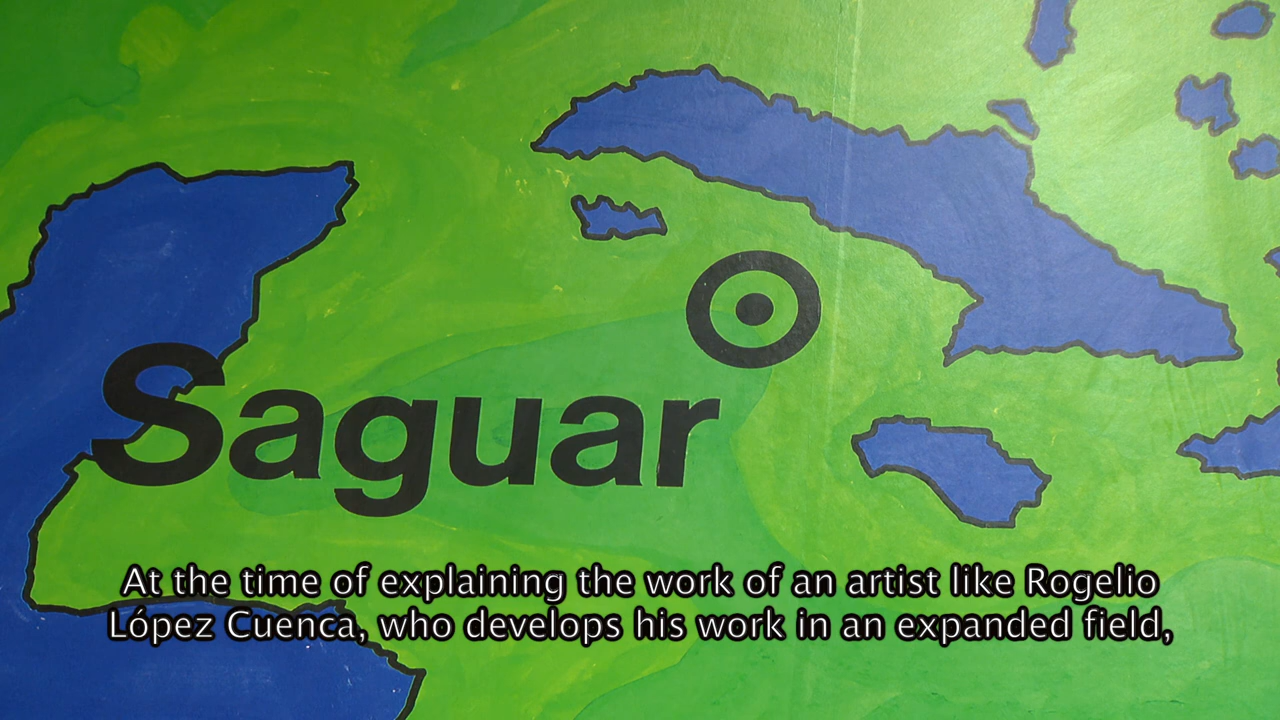 Saguar
At the time of explaining the work of an artist like Rogelio
López Cuenca, who develops his work in an expanded field,